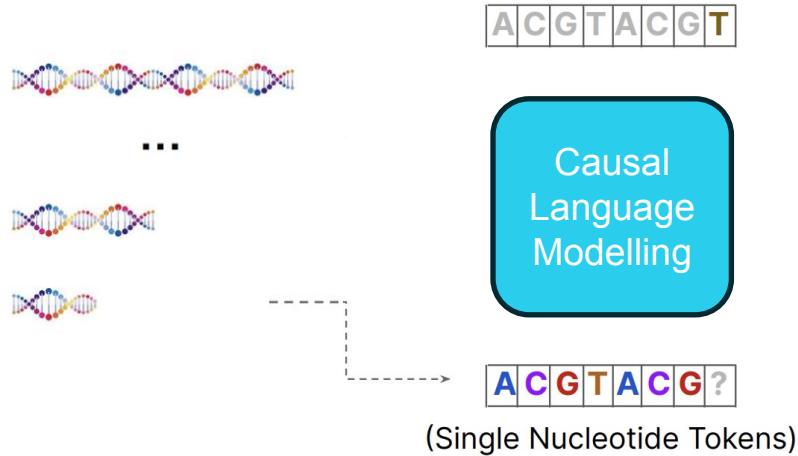 ACGTACGT
...
Causal
Language
Modelling
ACGTACG?
(Single Nucleotide Tokens)